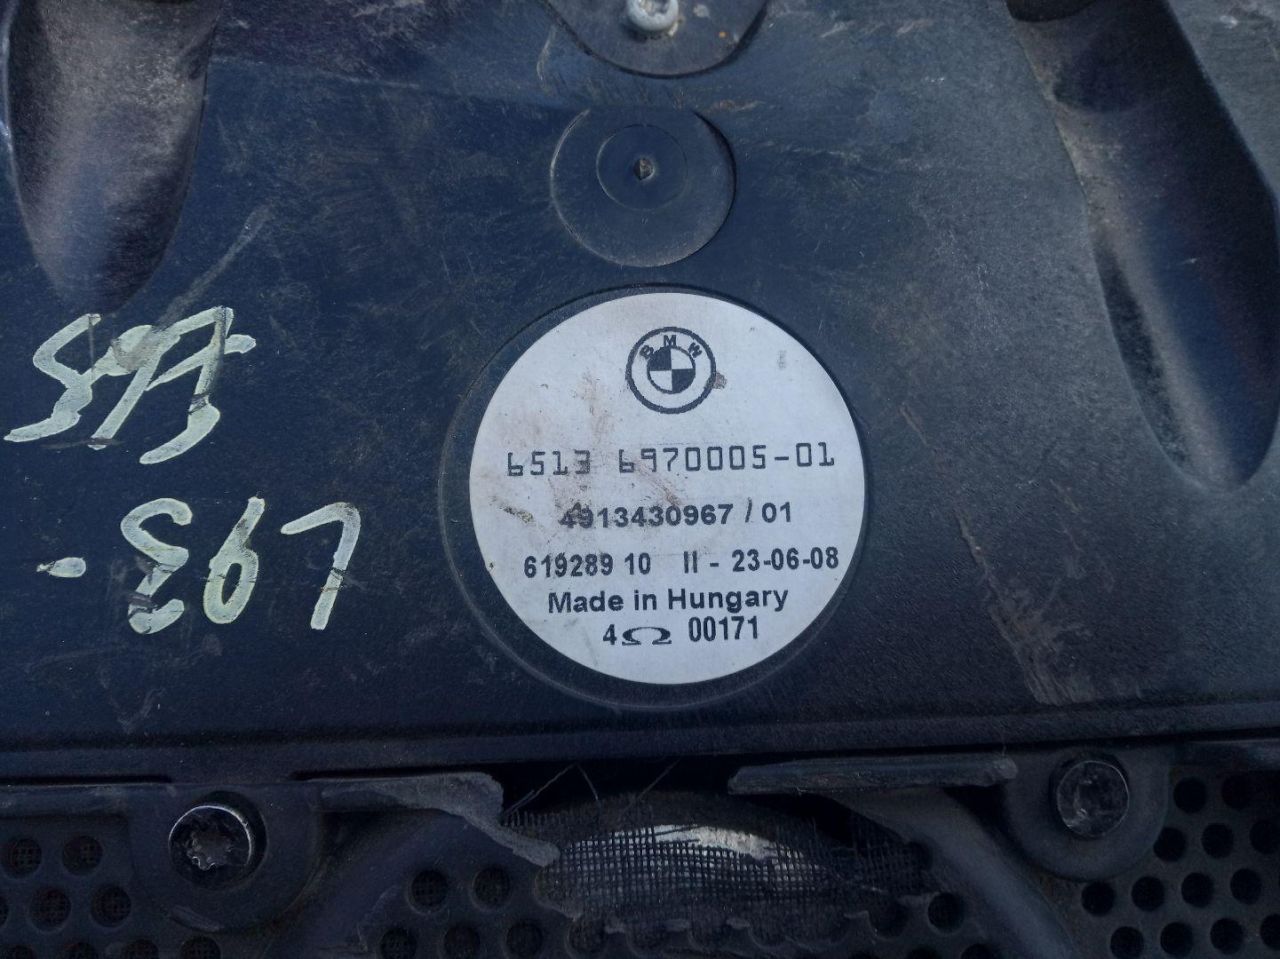 BMW
6513 6970005-01
4913430967 / 01
619289 10 II - 23-06-08
Made in Hungary
4Ω 00171